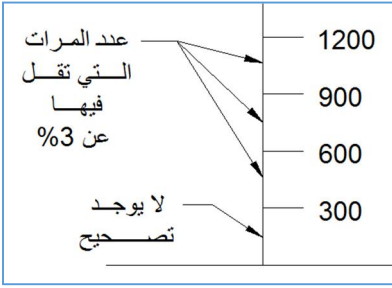 عدد المرات
التي تقل
فيها
عن 3%
لا يوجد
تصحيح
1200
900
600
300